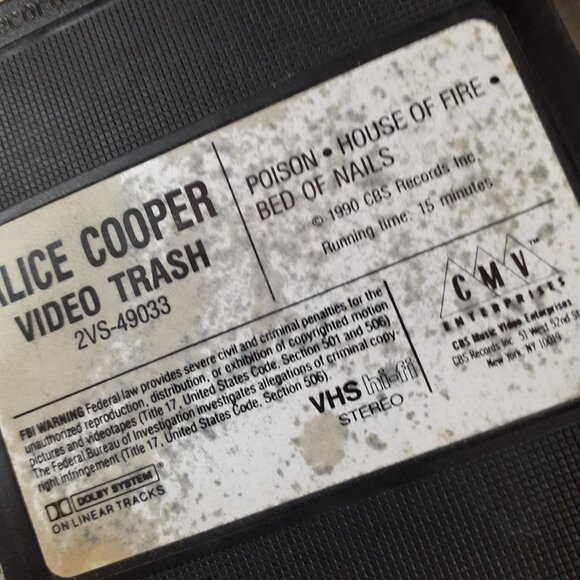 ALICE COOPER
VIDEO TRASH
2VS-49033
POISON • HOUSE OF FIRE •
BED OF NAILS
© 1990 CBS Records Inc.
Running time: 15 minutes
FBI WARNING Federal law provides severe civil and criminal penalties for the
unauthorized reproduction, distribution, or exhibition of copyrighted motion
pictures and videotapes (Title 17, United States Code, Section 501 and 506).
The Federal Bureau of Investigation investigates allegations of criminal copy-
right infringement (Title 17, United States Code, Section 506).
DOLBY SYSTEM®
ON LINEAR TRACKS
VHS hi-fi
STEREO
CMV™
ENTERPRISES
CBS Music Video Enterprises
CBS Records Inc. 51 West 52nd St
New York, NY 10019